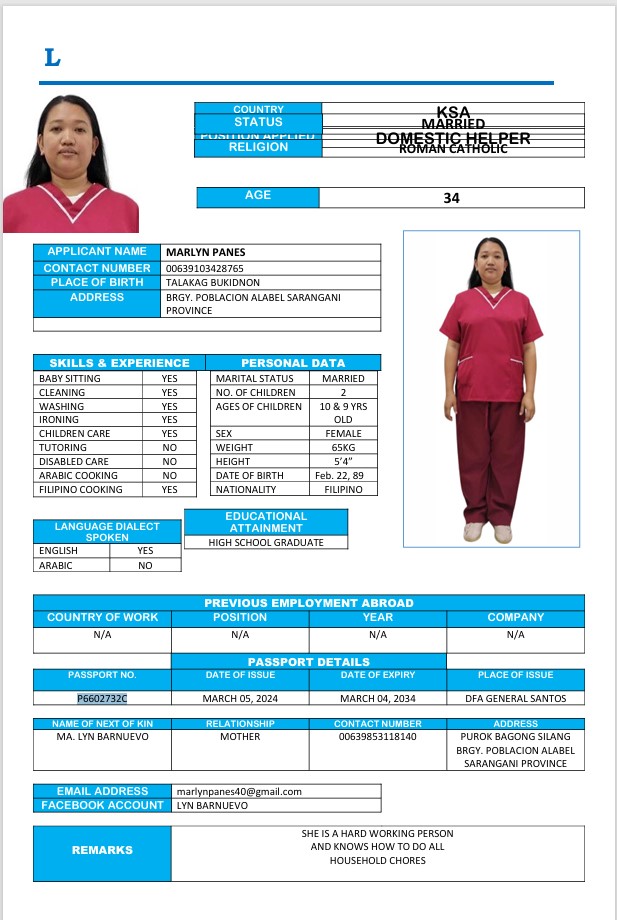 L
COUNTRY KSA
STATUS MARRIED
POSITION APPLIED DOMESTIC HELPER
RELIGION ROMAN CATHOLIC
AGE 34
APPLICANT NAME MARLYN PANES
CONTACT NUMBER 00639103428765
PLACE OF BIRTH TALAKAG BUKIDNON
ADDRESS BRGY. POBLACION ALABEL SARANGANI
PROVINCE
SKILLS & EXPERIENCE PERSONAL DATA
BABY SITTING YES MARITAL STATUS MARRIED
CLEANING YES NO. OF CHILDREN 2
WASHING YES AGES OF CHILDREN 10 & 9 YRS
IRONING YES OLD
CHILDREN CARE YES SEX FEMALE
TUTORING NO WEIGHT 65KG
DISABLED CARE NO HEIGHT 5’4”
ARABIC COOKING NO DATE OF BIRTH Feb. 22, 89
FILIPINO COOKING YES NATIONALITY FILIPINO
LANGUAGE DIALECT
SPOKEN
ENGLISH YES
ARABIC NO
EDUCATIONAL
ATTAINMENT
HIGH SCHOOL GRADUATE
PREVIOUS EMPLOYMENT ABROAD
COUNTRY OF WORK POSITION YEAR COMPANY
N/A N/A N/A N/A
PASSPORT DETAILS
PASSPORT NO. DATE OF ISSUE DATE OF EXPIRY PLACE OF ISSUE
P6602732C MARCH 05, 2024 MARCH 04, 2034 DFA GENERAL SANTOS
NAME OF NEXT OF KIN RELATIONSHIP CONTACT NUMBER ADDRESS
MA. LYN BARNUEVO MOTHER 00639853118140 PUROK BAGONG SILANG
BRGY. POBLACION ALABEL
SARANGANI PROVINCE
EMAIL ADDRESS marlynpanes40@gmail.com
FACEBOOK ACCOUNT LYN BARNUEVO
REMARKS
SHE IS A HARD WORKING PERSON
AND KNOWS HOW TO DO ALL
HOUSEHOLD CHORES